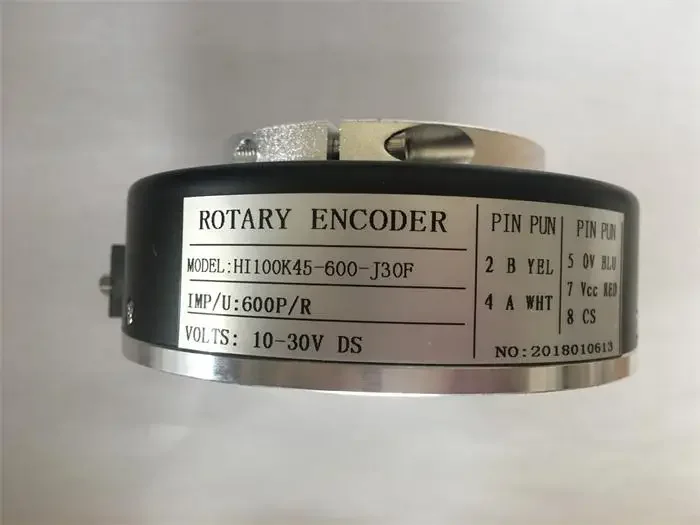 ROTARY ENCODER
MODEL:HI100K45-600-J30F
IMP/U:600P/R
VOLTS: 10-30V DS
PIN PUN
2 B YEL
4 A WHT
PIN PUN
5 0V BLU
7 Vcc RED
8 CS
NO:2018010613